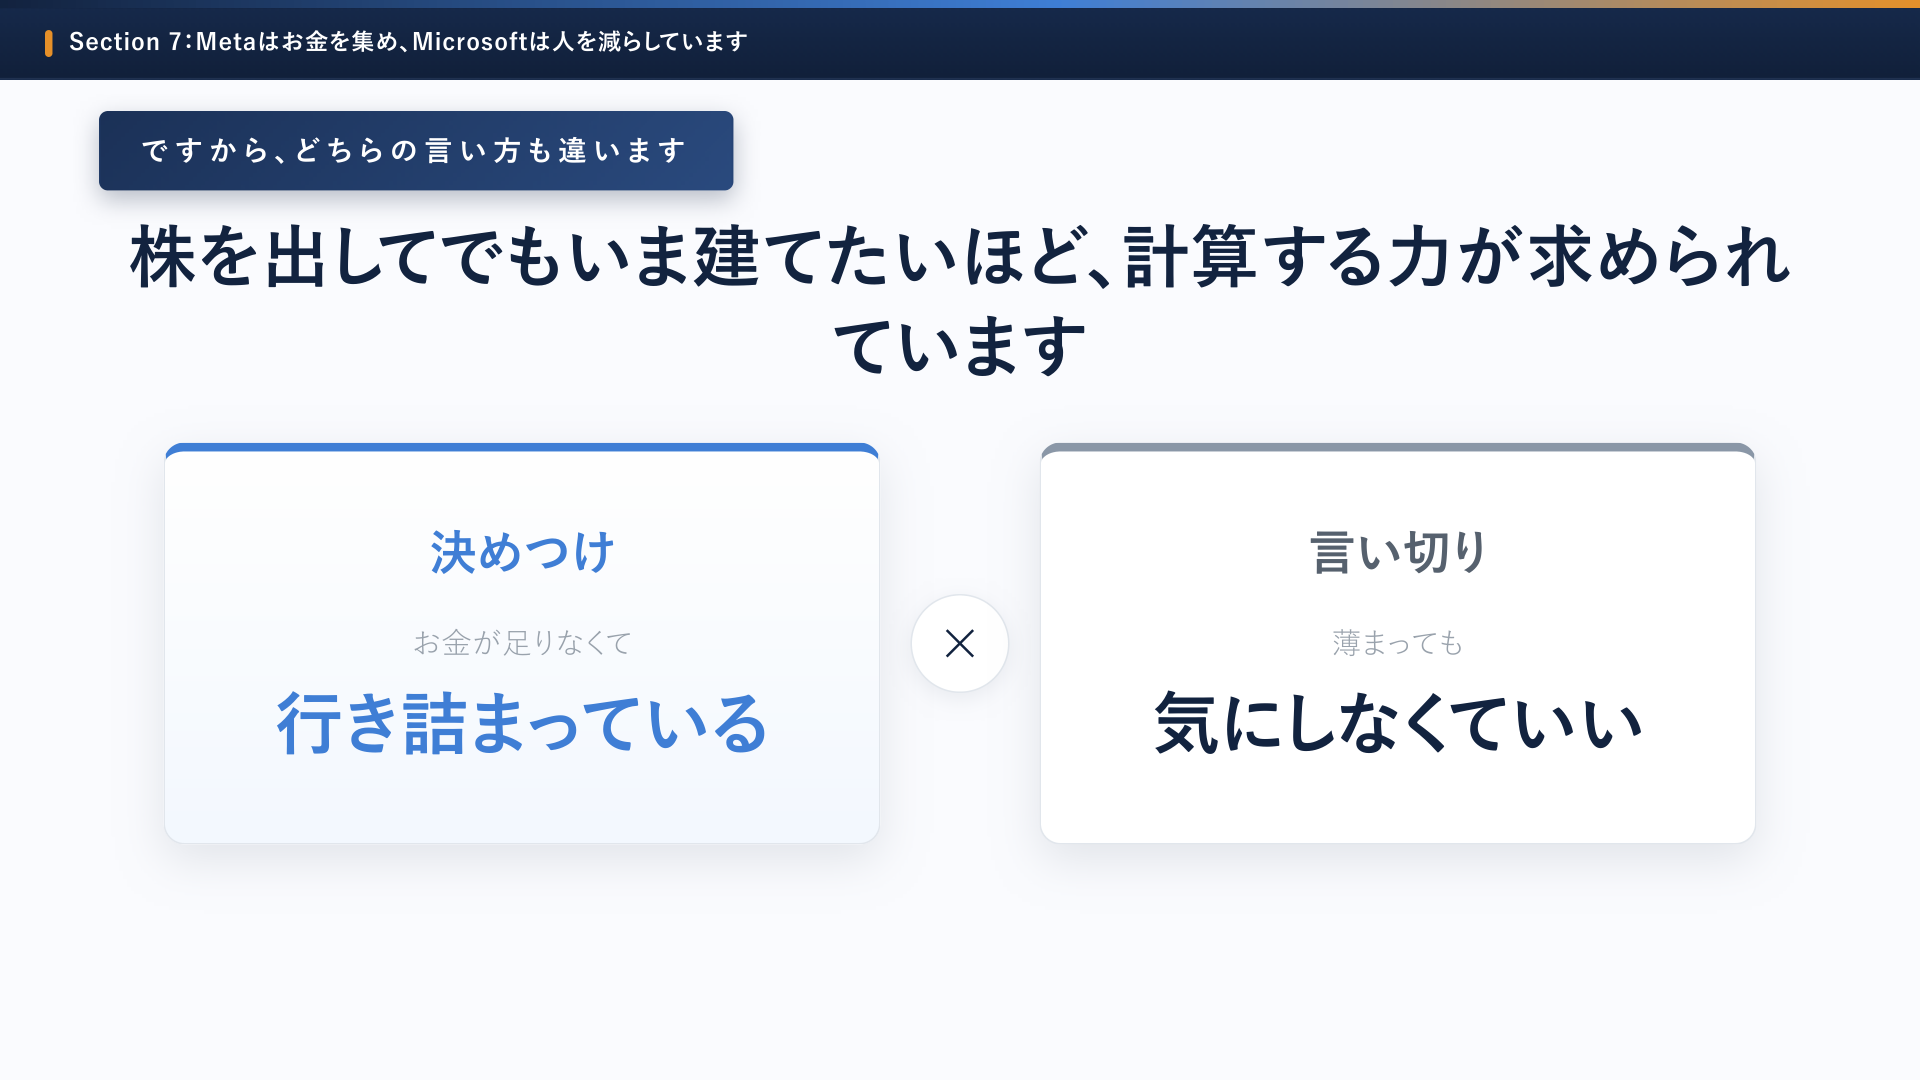 Section 7：Metaはお金を集め、Microsoftは人を減らしています
ですから、どちらの言い方も違います
株を出してでもいま建てたいほど、計算する力が求められ
ています
決めつけ
お金が足りなくて
行き詰まっている
言い切り
薄まっても
気にしなくていい